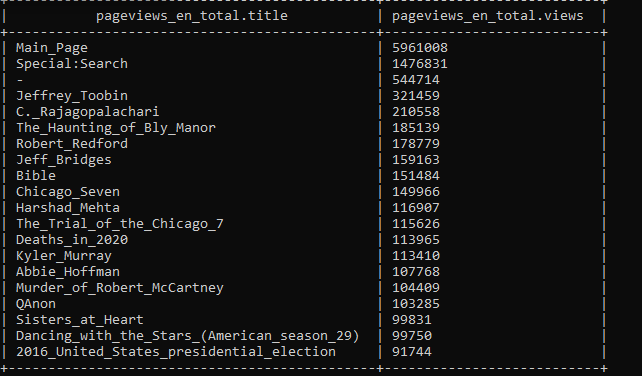 +------------------------------------------------+-----------------------------+
| pageviews_en_total.title | pageviews_en_total.views |
+------------------------------------------------+-----------------------------+
| Main_Page | 5961008 |
| Special:Search | 1476831 |
| - | 544714 |
| Jeffrey_Toobin | 321459 |
| C._Rajagopalachari | 210558 |
| The_Haunting_of_Bly_Manor | 185139 |
| Robert_Redford | 178779 |
| Jeff_Bridges | 159163 |
| Bible | 151484 |
| Chicago_Seven | 149966 |
| Harshad_Mehta | 116907 |
| The_Trial_of_the_Chicago_7 | 115626 |
| Deaths_in_2020 | 113965 |
| Kyler_Murray | 113410 |
| Abbie_Hoffman | 107768 |
| Murder_of_Robert_McCartney | 104409 |
| QAnon | 103285 |
| Sisters_at_Heart | 99831 |
| Dancing_with_the_Stars_(American_season_29) | 99750 |
| 2016_United_States_presidential_election | 91744 |
+------------------------------------------------+-----------------------------+